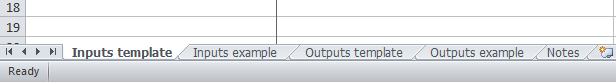 18
19
Inputs template Inputs example Outputs template Outputs example Notes
Ready